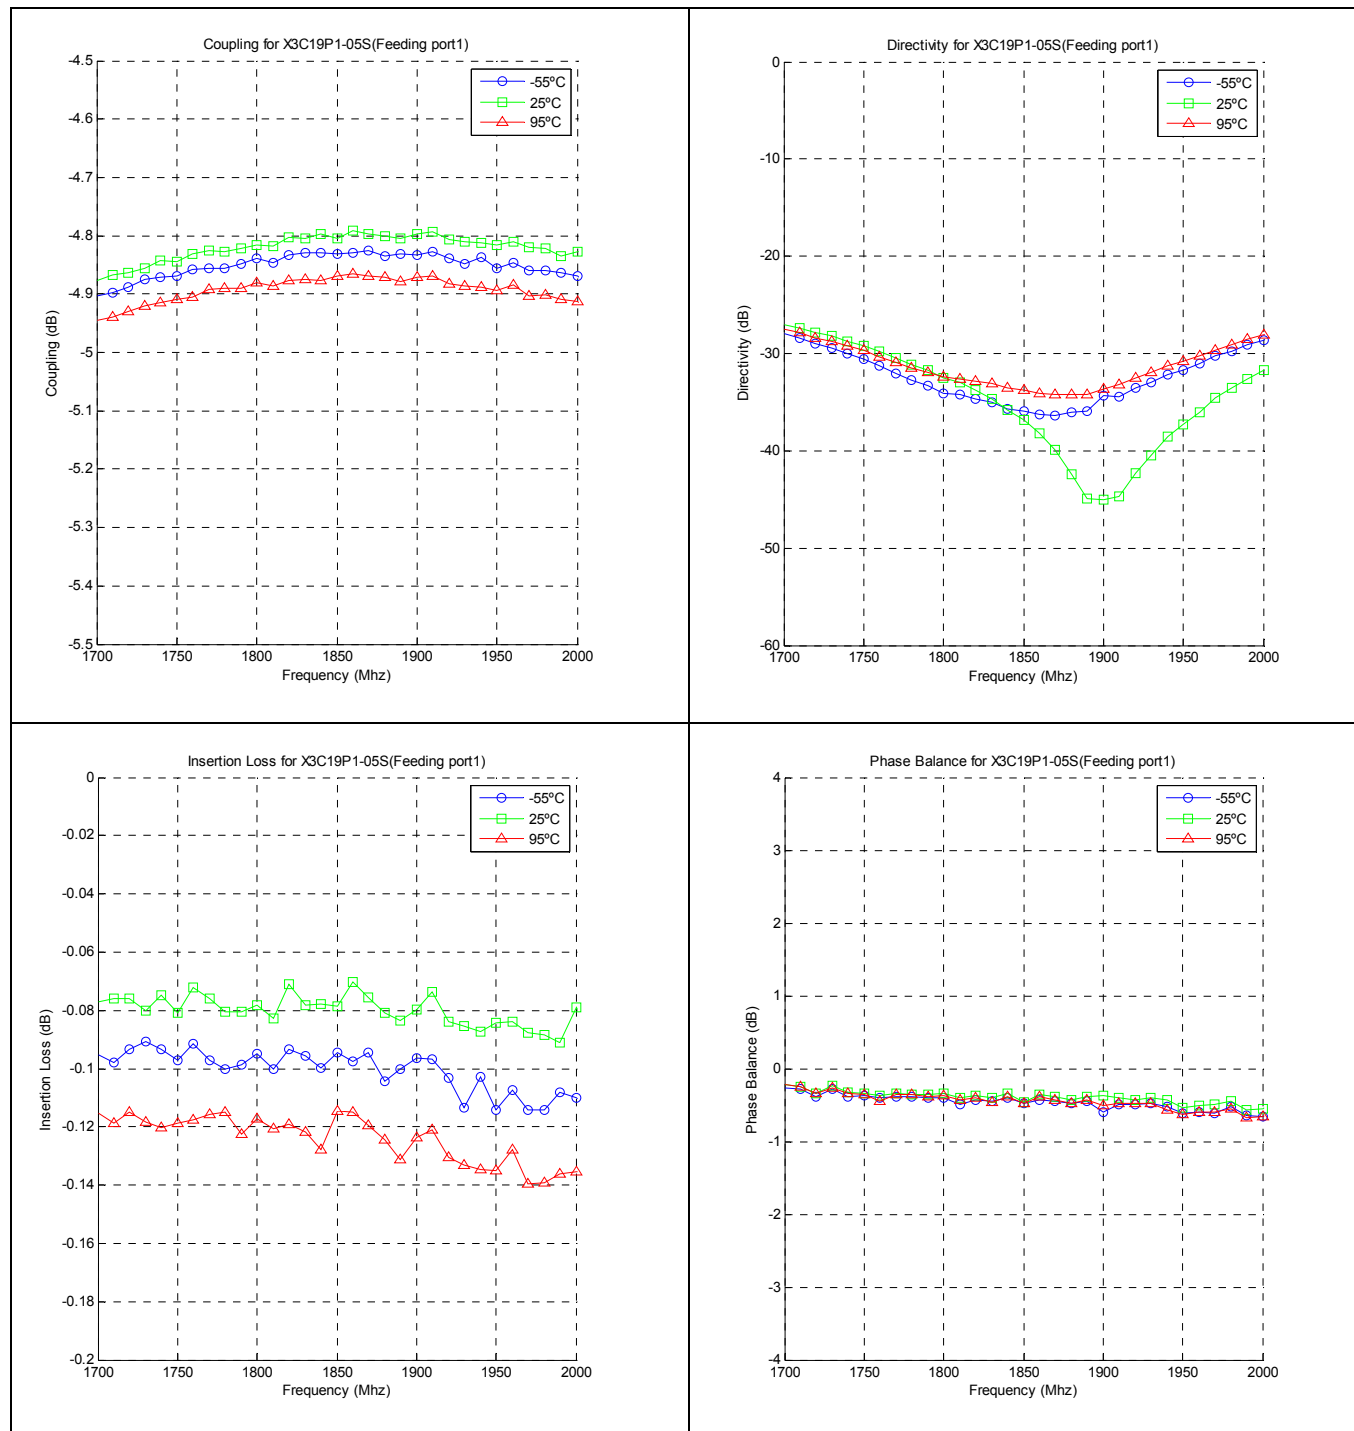 Coupling for X3C19P1-05S(Feeding port1)
-4.5
-4.6
-4.7
-4.8
-4.9
-5
-5.1
-5.2
-5.3
-5.4
-5.5
Coupling (dB)
-55ºC
25ºC
95ºC
1700 1750 1800 1850 1900 1950 2000
Frequency (Mhz)
Directivity for X3C19P1-05S(Feeding port1)
0
-10
-20
-30
-40
-50
-60
Directivity (dB)
-55ºC
25ºC
95ºC
1700 1750 1800 1850 1900 1950 2000
Frequency (Mhz)
Insertion Loss for X3C19P1-05S(Feeding port1)
0
-0.02
-0.04
-0.06
-0.08
-0.1
-0.12
-0.14
-0.16
-0.18
-0.2
Insertion Loss (dB)
-55ºC
25ºC
95ºC
1700 1750 1800 1850 1900 1950 2000
Frequency (Mhz)
Phase Balance for X3C19P1-05S(Feeding port1)
4
3
2
1
0
-1
-2
-3
-4
Phase Balance (dB)
-55ºC
25ºC
95ºC
1700 1750 1800 1850 1900 1950 2000
Frequency (Mhz)